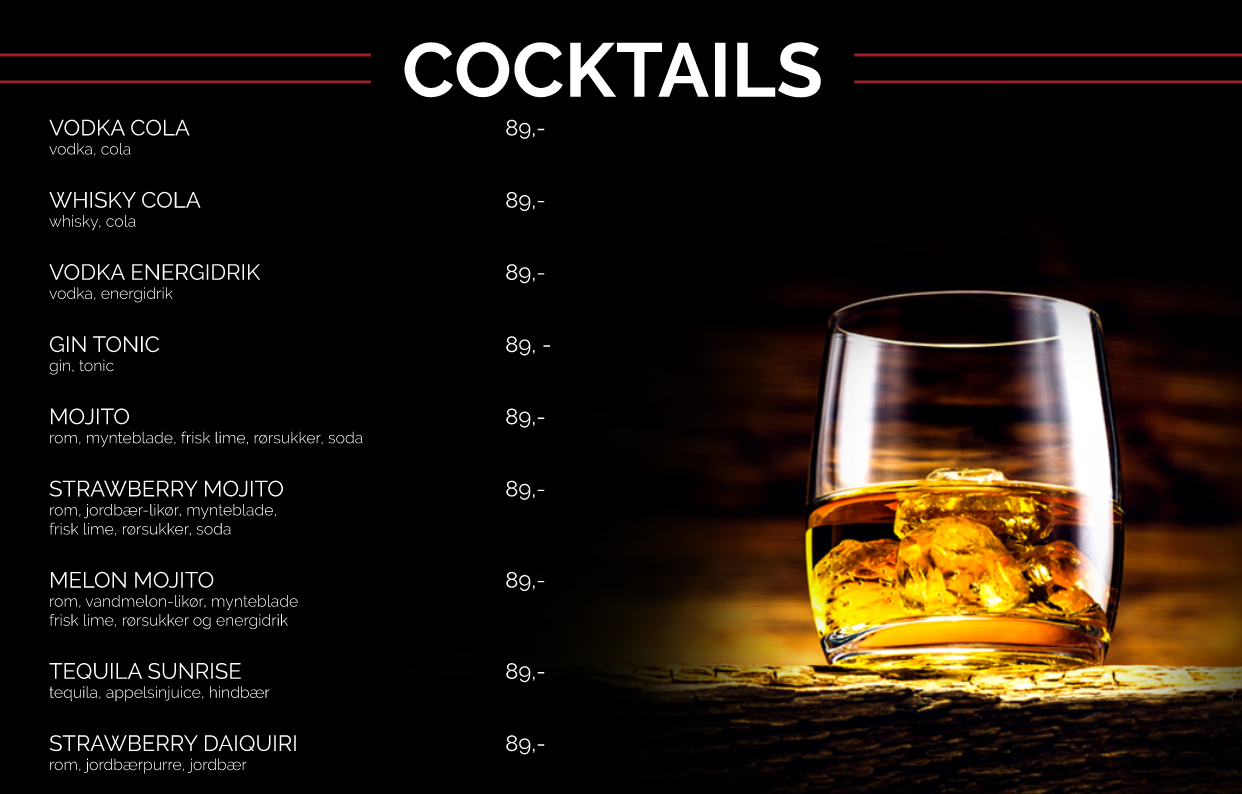 COCKTAILS
VODKA COLA 89,-
vodka, cola
WHISKY COLA 89,-
whisky, cola
VODKA ENERGIDRIK 89,-
vodka, energidrik
GIN TONIC 89, -
gin, tonic
MOJITO 89,-
rom, mynteblade, frisk lime, rørsukker, soda
STRAWBERRY MOJITO 89,-
rom, jordbær-likør, mynteblade,
frisk lime, rørsukker, soda
MELON MOJITO 89,-
rom, vandmelon-likør, mynteblade
frisk lime, rørsukker og energidrik
TEQUILA SUNRISE 89,-
tequila, appelsinjuice, hindbær
STRAWBERRY DAIQUIRI 89,-
rom, jordbærpurre, jordbær